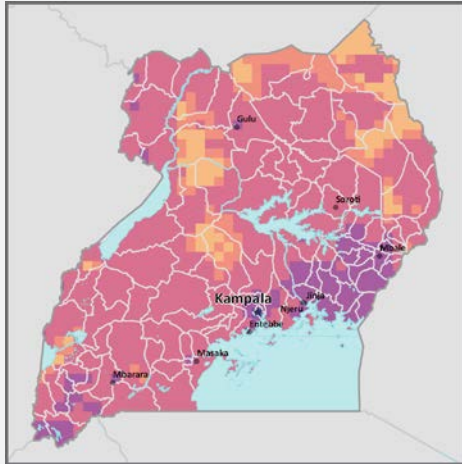 Gulu
Soroti
Mbale
Kampala
Jinja
Njeru
Entebbe
Masaka
Mbarara